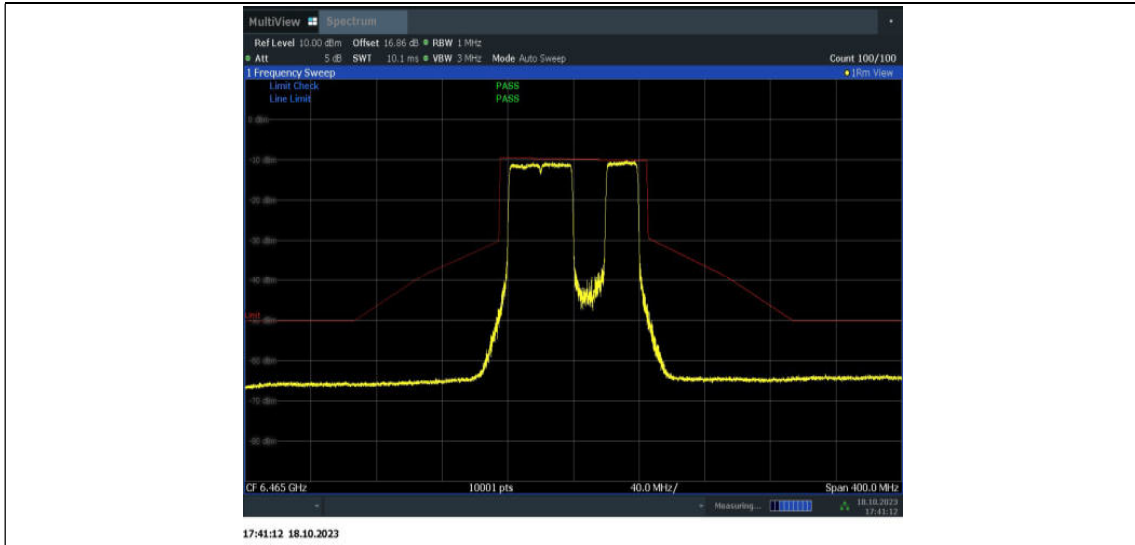 MultiView Spectrum
Ref Level 10.00 dBm Offset 16.86 dB RBW 1 MHz
Att 5 dB SWT 10.1 ms VBW 3 MHz Mode Auto Sweep Count 100/100
1 Frequency Sweep 1Rm View
Limit Check PASS
Line Limit PASS
0 dBm
-10 dBm
-20 dBm
-30 dBm
-40 dBm
-50 dBm
-60 dBm
-70 dBm
-80 dBm
CF 6.465 GHz 10001 pts 40.0 MHz/ Span 400.0 MHz
Measuring... 18.10.2023
17:41:12
17:41:12 18.10.2023